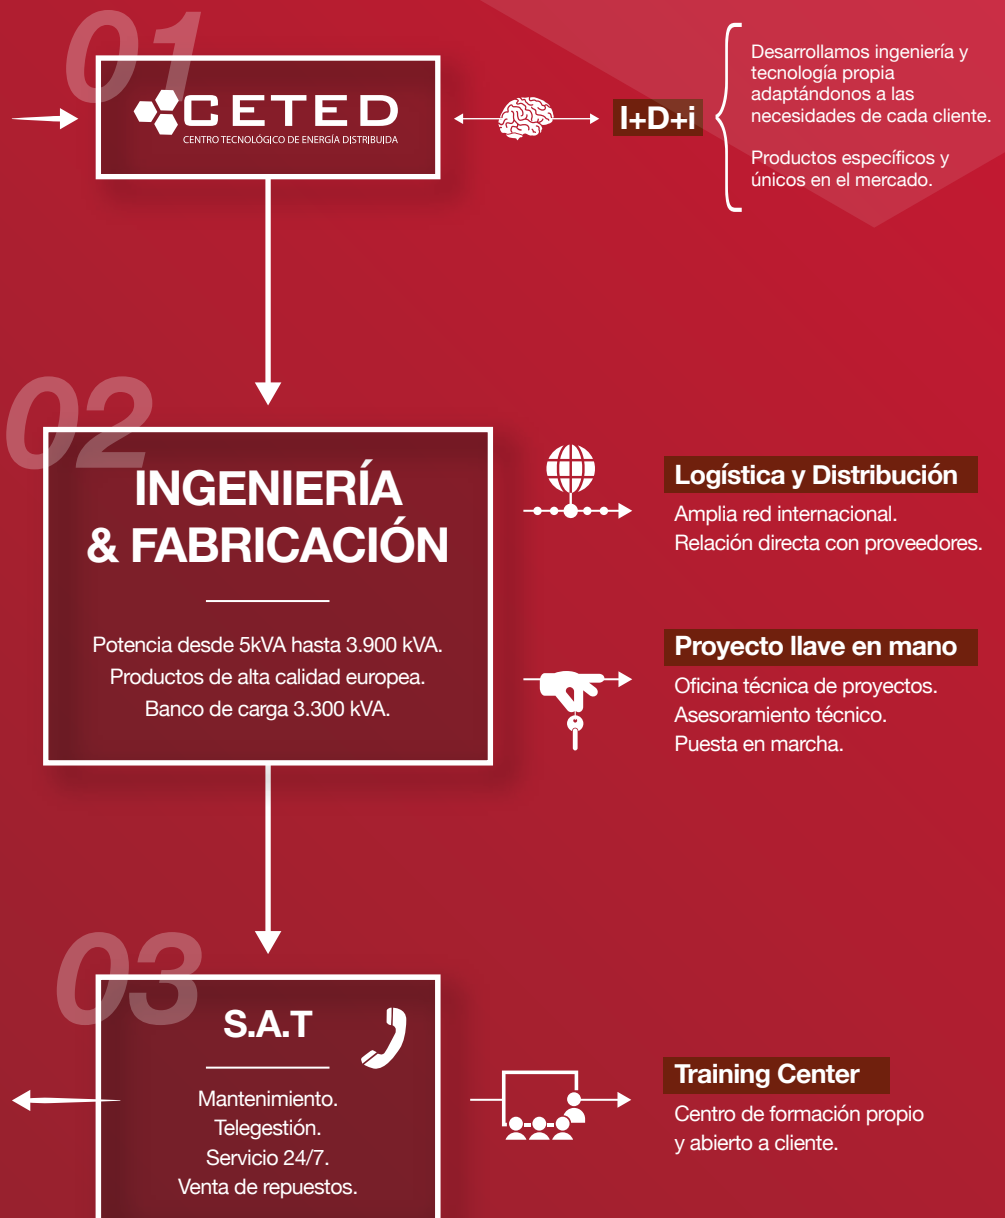 01
CETED
CENTRO TECNOLÓGICO DE ENERGÍA DISTRIBUIDA
I+D+i
Desarrollamos ingeniería y
tecnología propia
adaptándonos a las
necesidades de cada cliente.
Productos específicos y
únicos en el mercado.
02
INGENIERÍA
& FABRICACIÓN
Potencia desde 5kVA hasta 3.900 kVA.
Productos de alta calidad europea.
Banco de carga 3.300 kVA.
Logística y Distribución
Amplia red internacional.
Relación directa con proveedores.
Proyecto llave en mano
Oficina técnica de proyectos.
Asesoramiento técnico.
Puesta en marcha.
03
S.A.T
Mantenimiento.
Telegestión.
Servicio 24/7.
Venta de repuestos.
Training Center
Centro de formación propio
y abierto a cliente.